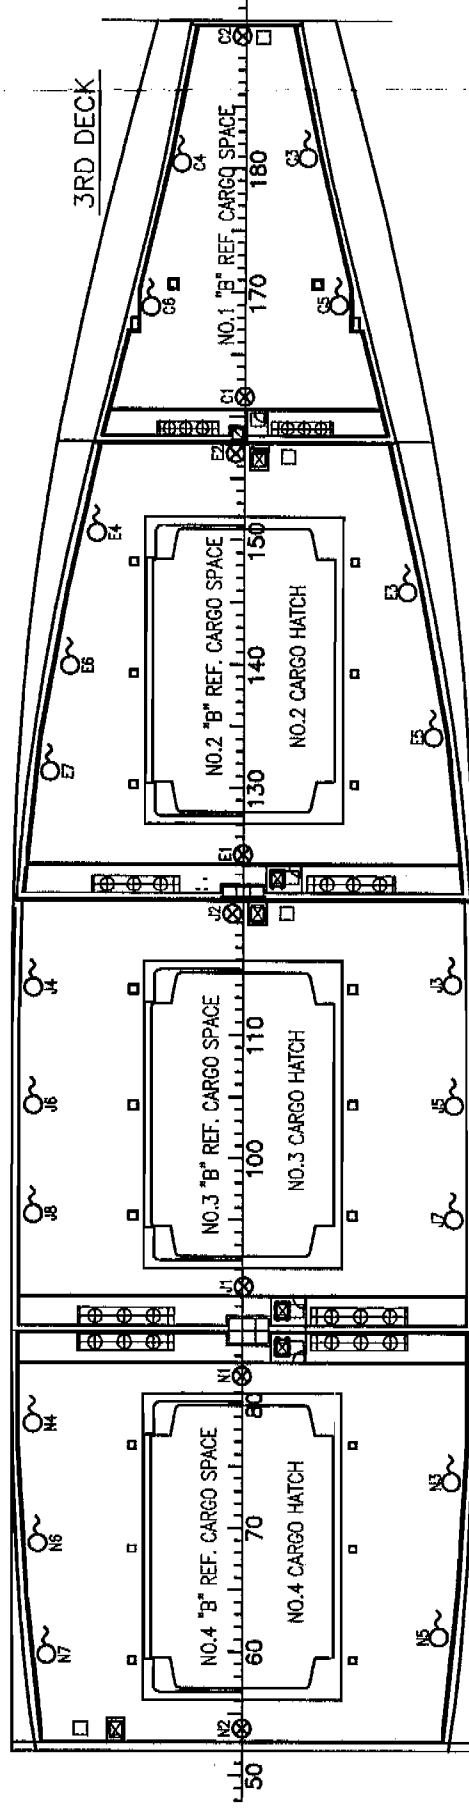 3RD DECK
C2
C4
C3
180
NO.1 "B" REF. CARGO SPACE
170
C6
C5
C1
E2
E4
E3
150
NO.2 "B" REF. CARGO SPACE
140
NO.2 CARGO HATCH
E6
E5
E7
130
E1
J2
J4
J3
110
NO.3 "B" REF. CARGO SPACE
NO.3 CARGO HATCH
J6
J5
100
J8
J7
J1
N1
80
N4
N3
NO.4 "B" REF. CARGO SPACE
NO.4 CARGO HATCH
70
N6
N5
60
N7
N2
50